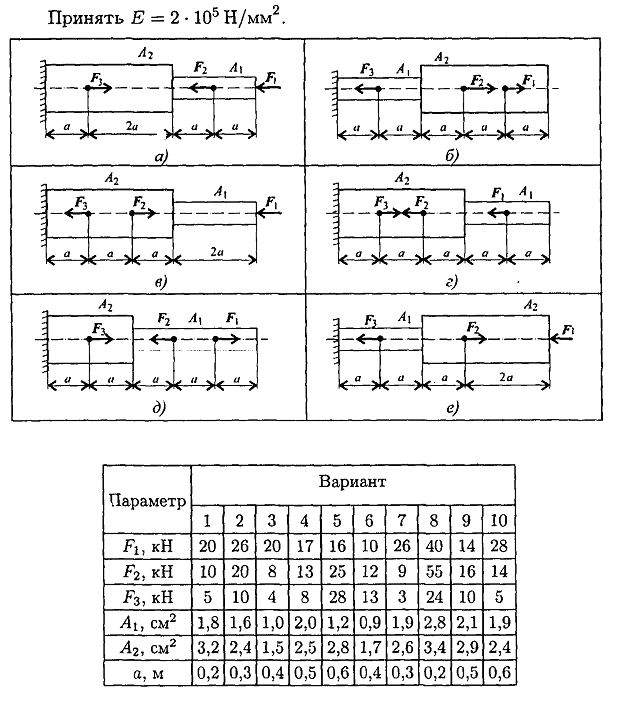 Принять E = 2 · 10⁵ Н/мм².
A₂
F₃ F₂ A₁ F₁
a 2a a a
а)
F₃ A₁ A₂ F₂ F₁
a a a a a
б)
A₂
F₃ F₂ A₁ F₁
a a a 2a
в)
A₂
F₃ F₂ F₁ A₁
a a a a a
г)
A₂
F₃ F₂ A₁ F₁
a a a a a
д)
A₂
F₃ A₁ F₂ F₁
a a a 2a
е)
Параметр Вариант
1 2 3 4 5 6 7 8 9 10
F₁, кН 20 26 20 17 16 10 26 40 14 28
F₂, кН 10 20 8 13 25 12 9 55 16 14
F₃, кН 5 10 4 8 28 13 3 24 10 5
A₁, см² 1,8 1,6 1,0 2,0 1,2 0,9 1,9 2,8 2,1 1,9
A₂, см² 3,2 2,4 1,5 2,5 2,8 1,7 2,6 3,4 2,9 2,4
a, м 0,2 0,3 0,4 0,5 0,6 0,4 0,3 0,2 0,5 0,6